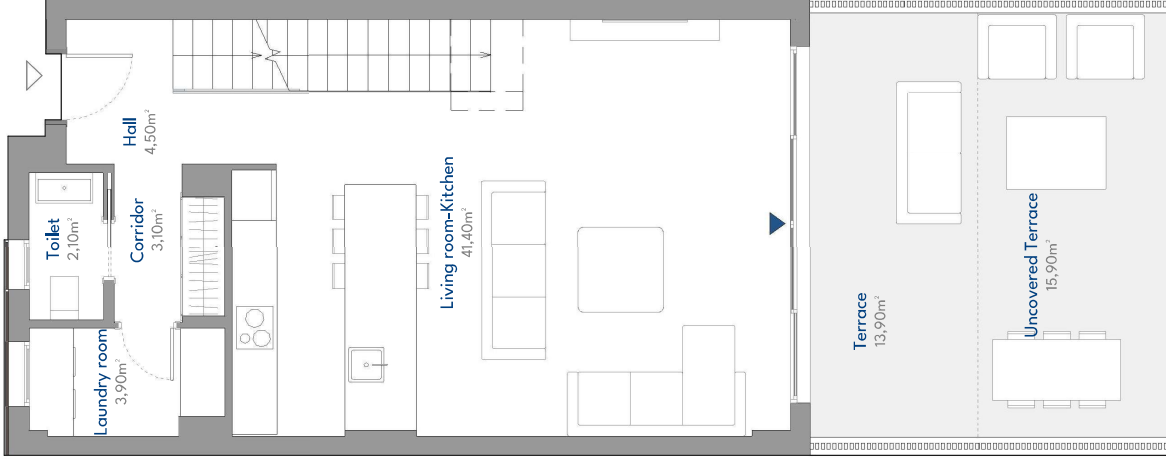 Hall
4,50m²
Toilet
2,10m²
Corridor
3,10m²
Laundry room
3,90m²
Living room-Kitchen
41,40m²
Terrace
13,90m²
Uncovered Terrace
15,90m²